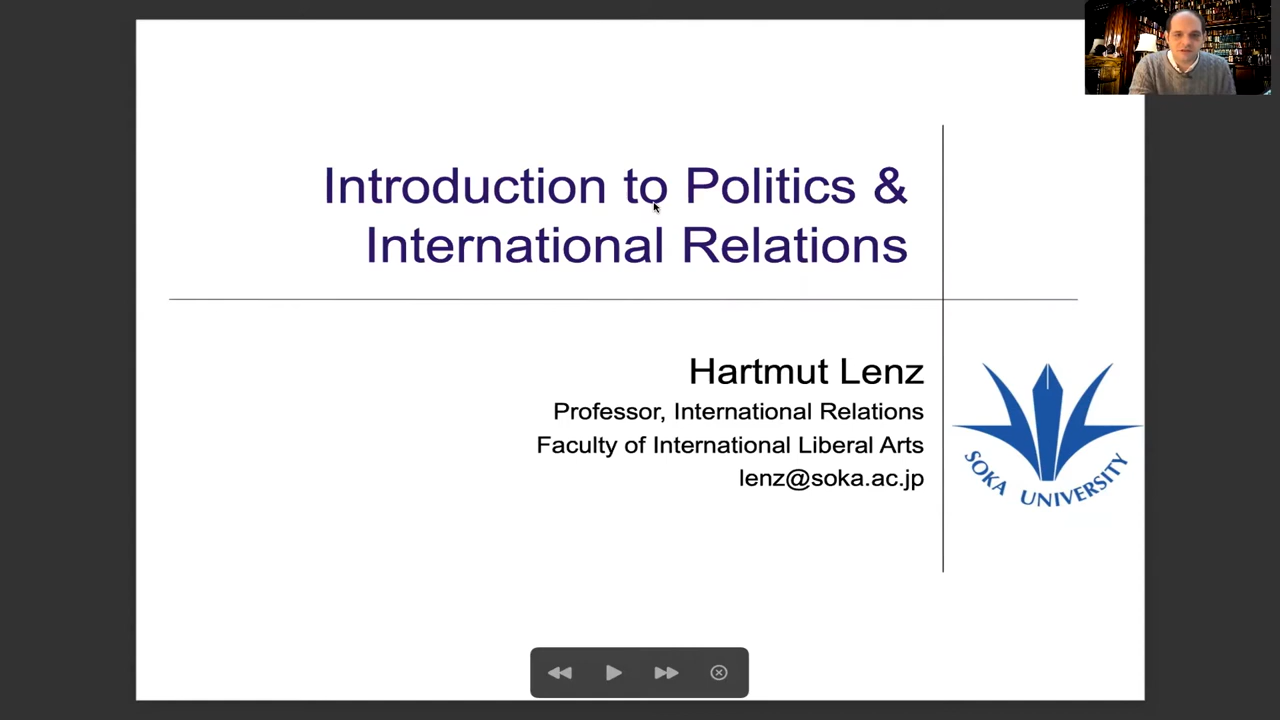 Introduction to Politics &
International Relations
Hartmut Lenz
Professor, International Relations
Faculty of International Liberal Arts
lenz@soka.ac.jp
SOKA UNIVERSITY